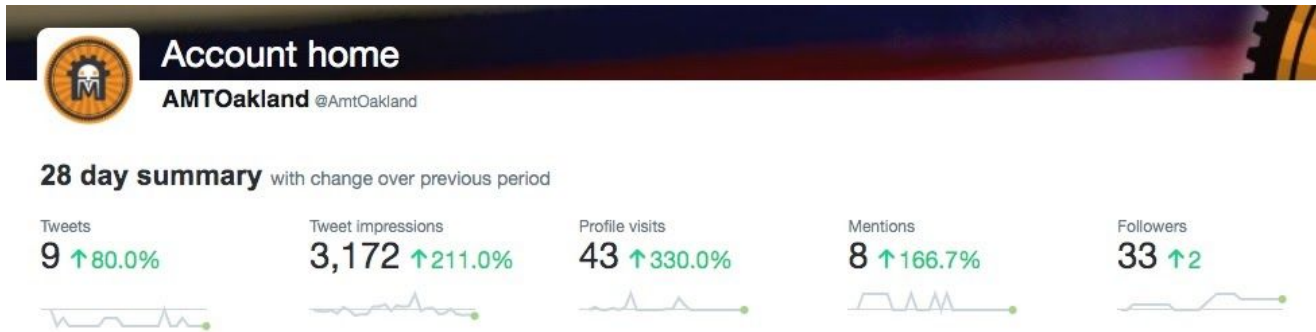 Account home
AMTOakland @AmtOakland
28 day summary with change over previous period
Tweets Tweet impressions Profile visits Mentions Followers
9 ↑80.0% 3,172 ↑211.0% 43 ↑330.0% 8 ↑166.7% 33 ↑2